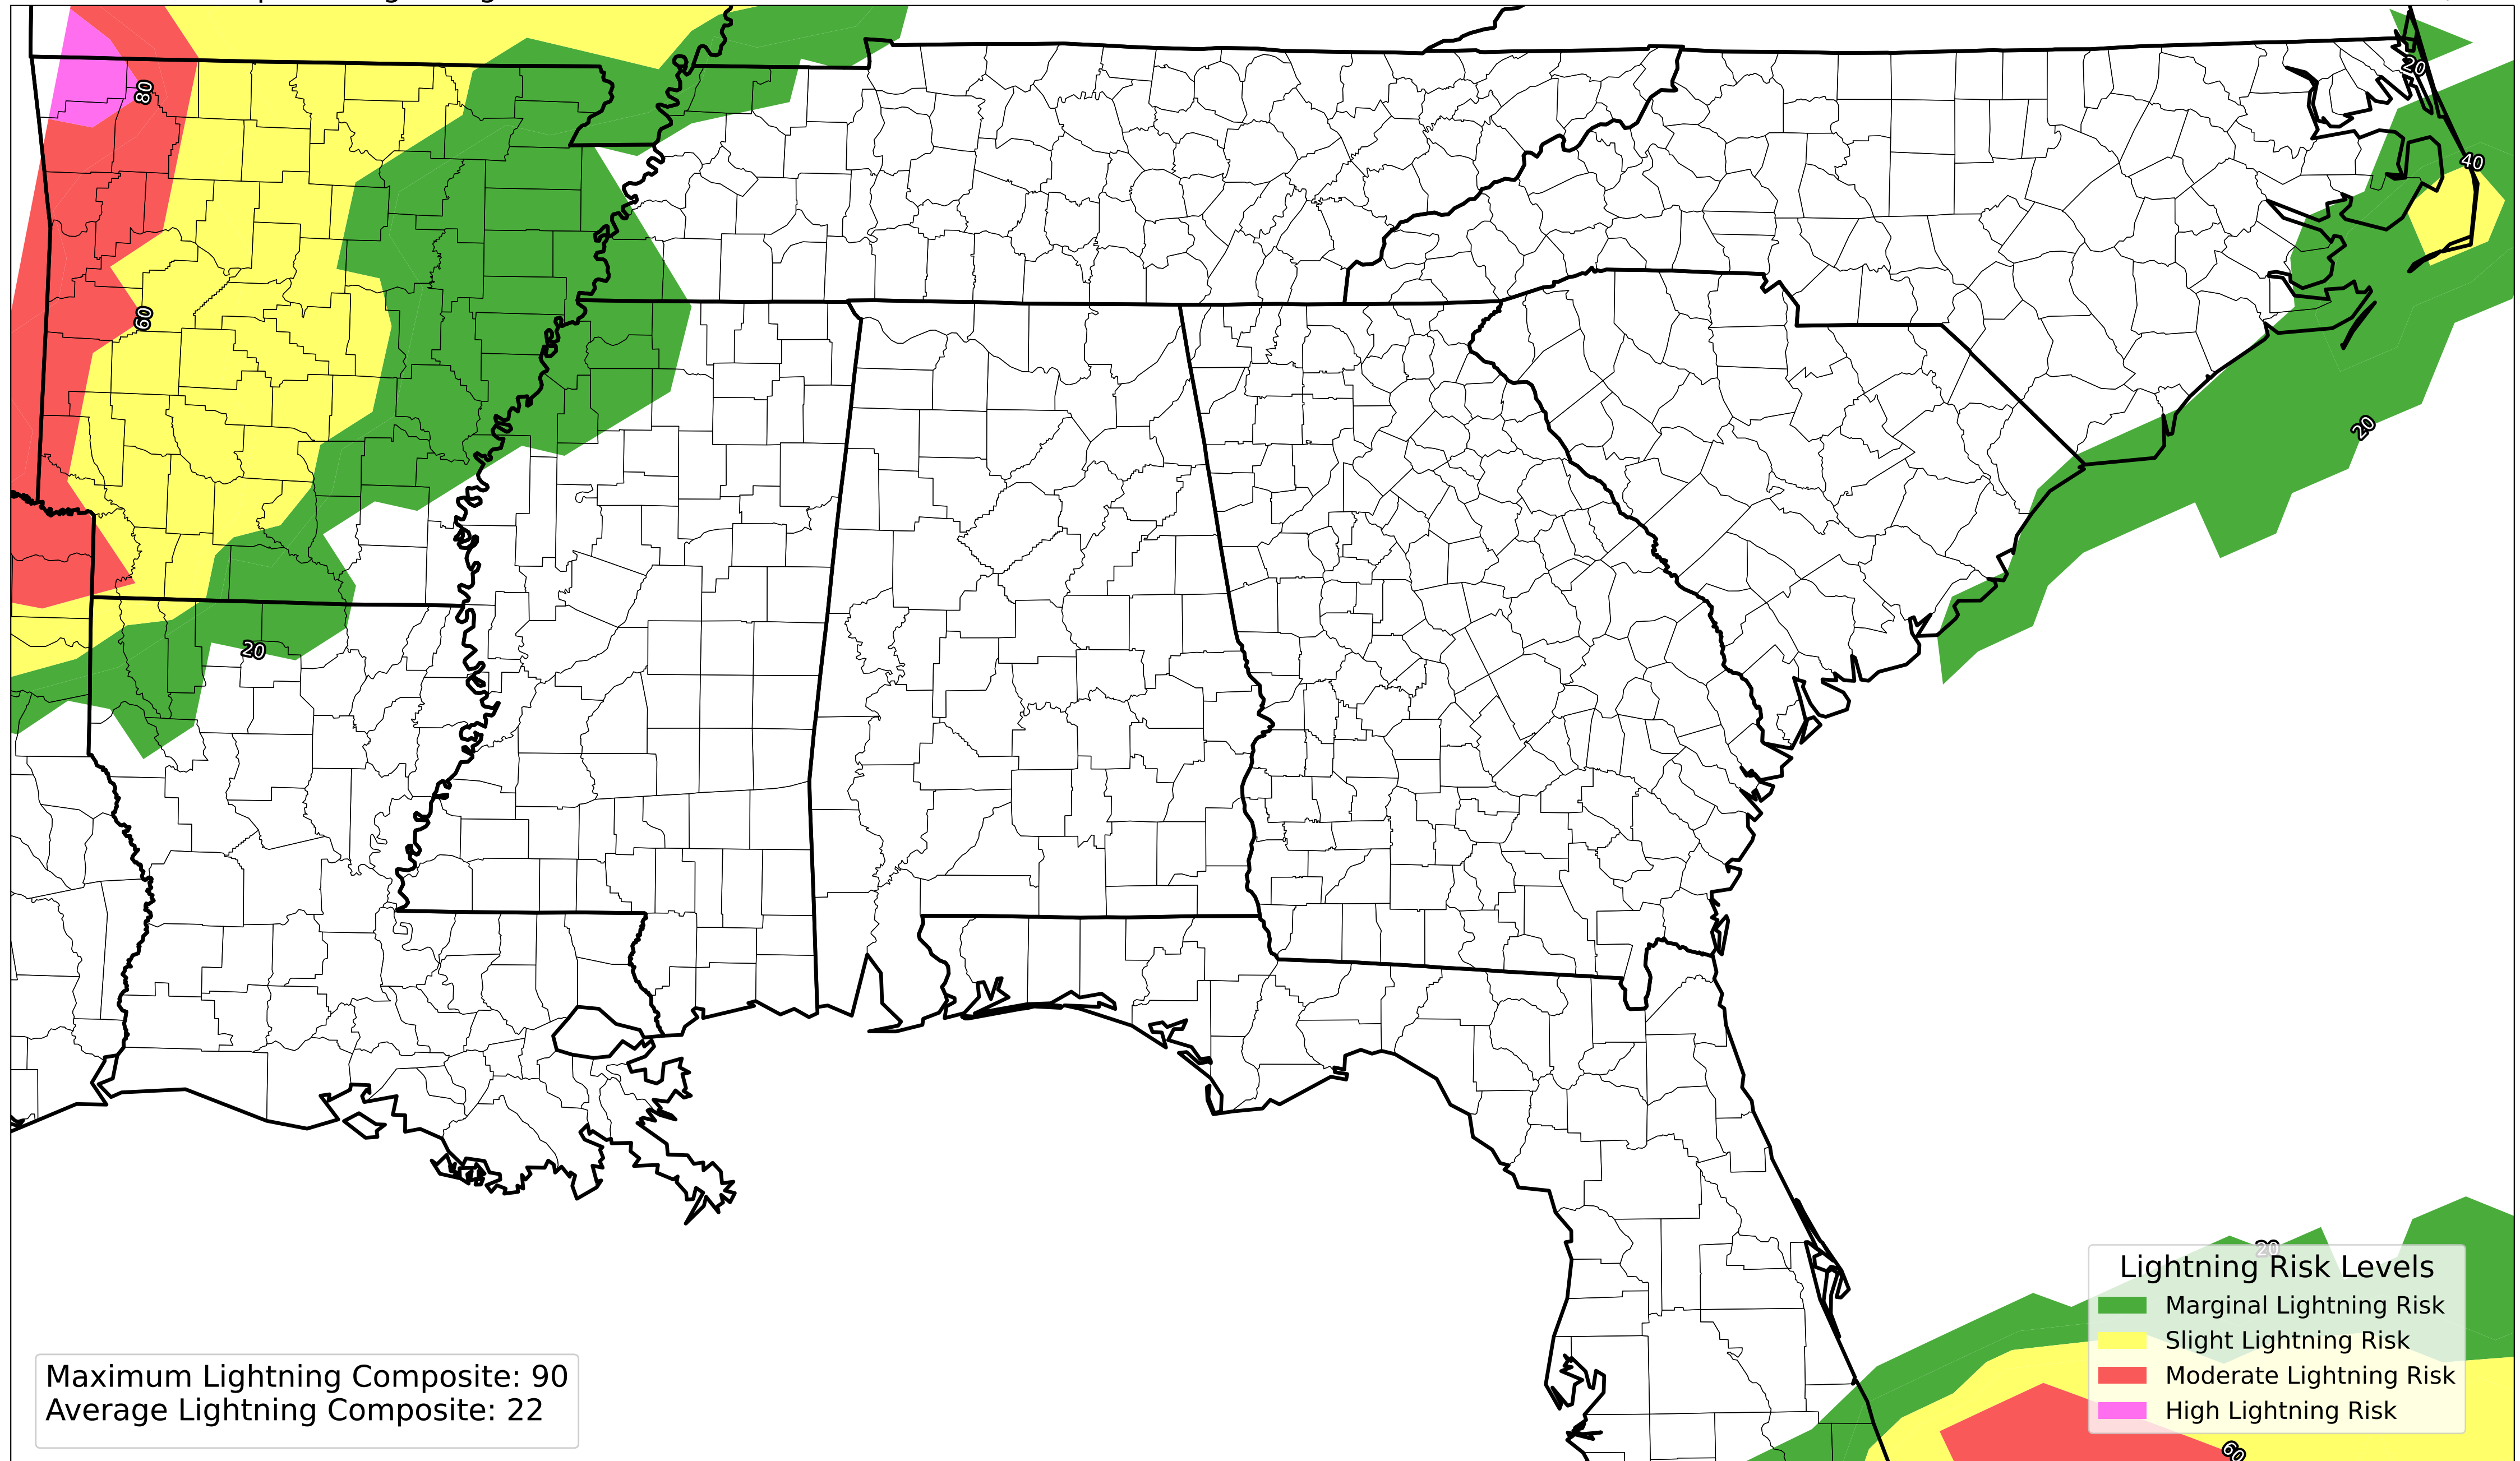 20
80
40
60
20
20
20
Lightning Risk Levels
Marginal Lightning Risk
Slight Lightning Risk
Moderate Lightning Risk
High Lightning Risk
Maximum Lightning Composite: 90
Average Lightning Composite: 22
60